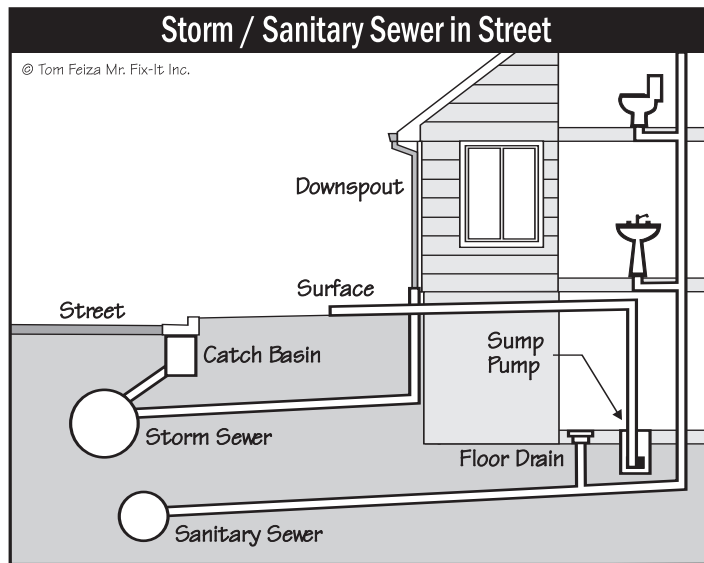 Storm / Sanitary Sewer in Street
© Tom Feiza Mr. Fix-It Inc.
Downspout
Surface
Street
Catch Basin
Sump
Pump
Storm Sewer
Floor Drain
Sanitary Sewer